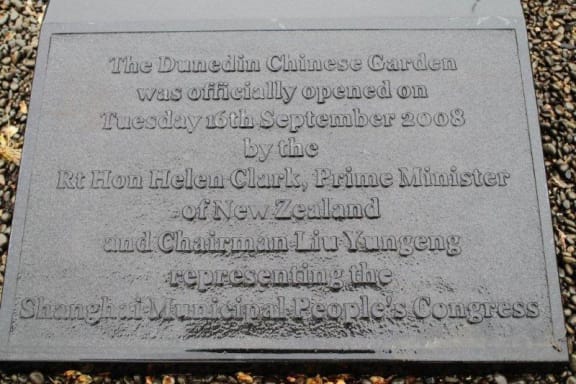 The Dunedin Chinese Garden
was officially opened on
Tuesday 16th September 2008
by the
Rt Hon Helen Clark, Prime Minister
of New Zealand
and Chairman Liu Yungeng
representing the
Shanghai Municipal People's Congress